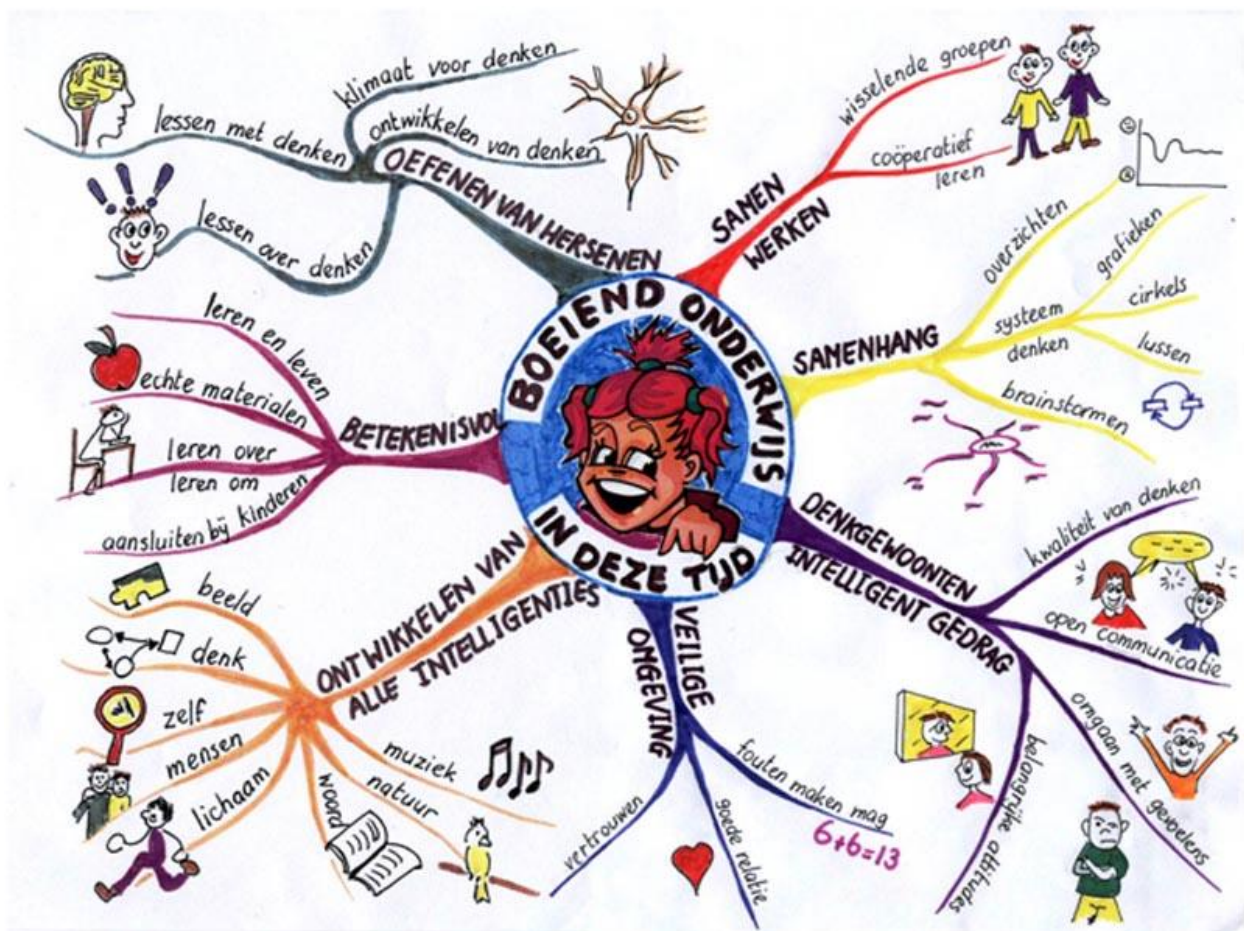 BOEIEND ONDERWIJS
IN DEZE TIJD
SAMEN
WERKEN
wisselende groepen
coöperatief
leren
SAMENHANG
overzichten
systeem
denken
grafieken
cirkels
lussen
brainstormen
DENKGEWOONTEN
INTELLIGENT GEDRAG
kwaliteit van denken
open communicatie
omgaan met gevoelens
belangrijke attitudes
VEILIGE
OMGEVING
fouten maken mag
6+6=13
goede relatie
vertrouwen
ONTWIKKELEN VAN
ALLE INTELLIGENTIES
muziek
natuur
woord
lichaam
mensen
zelf
denk
beeld
BETEKENISVOL
leren en leven
echte materialen
leren over
leren om
aansluiten bij kinderen
OEFENEN VAN HERSENEN
klimaat voor denken
ontwikkelen van denken
lessen met denken
lessen over denken